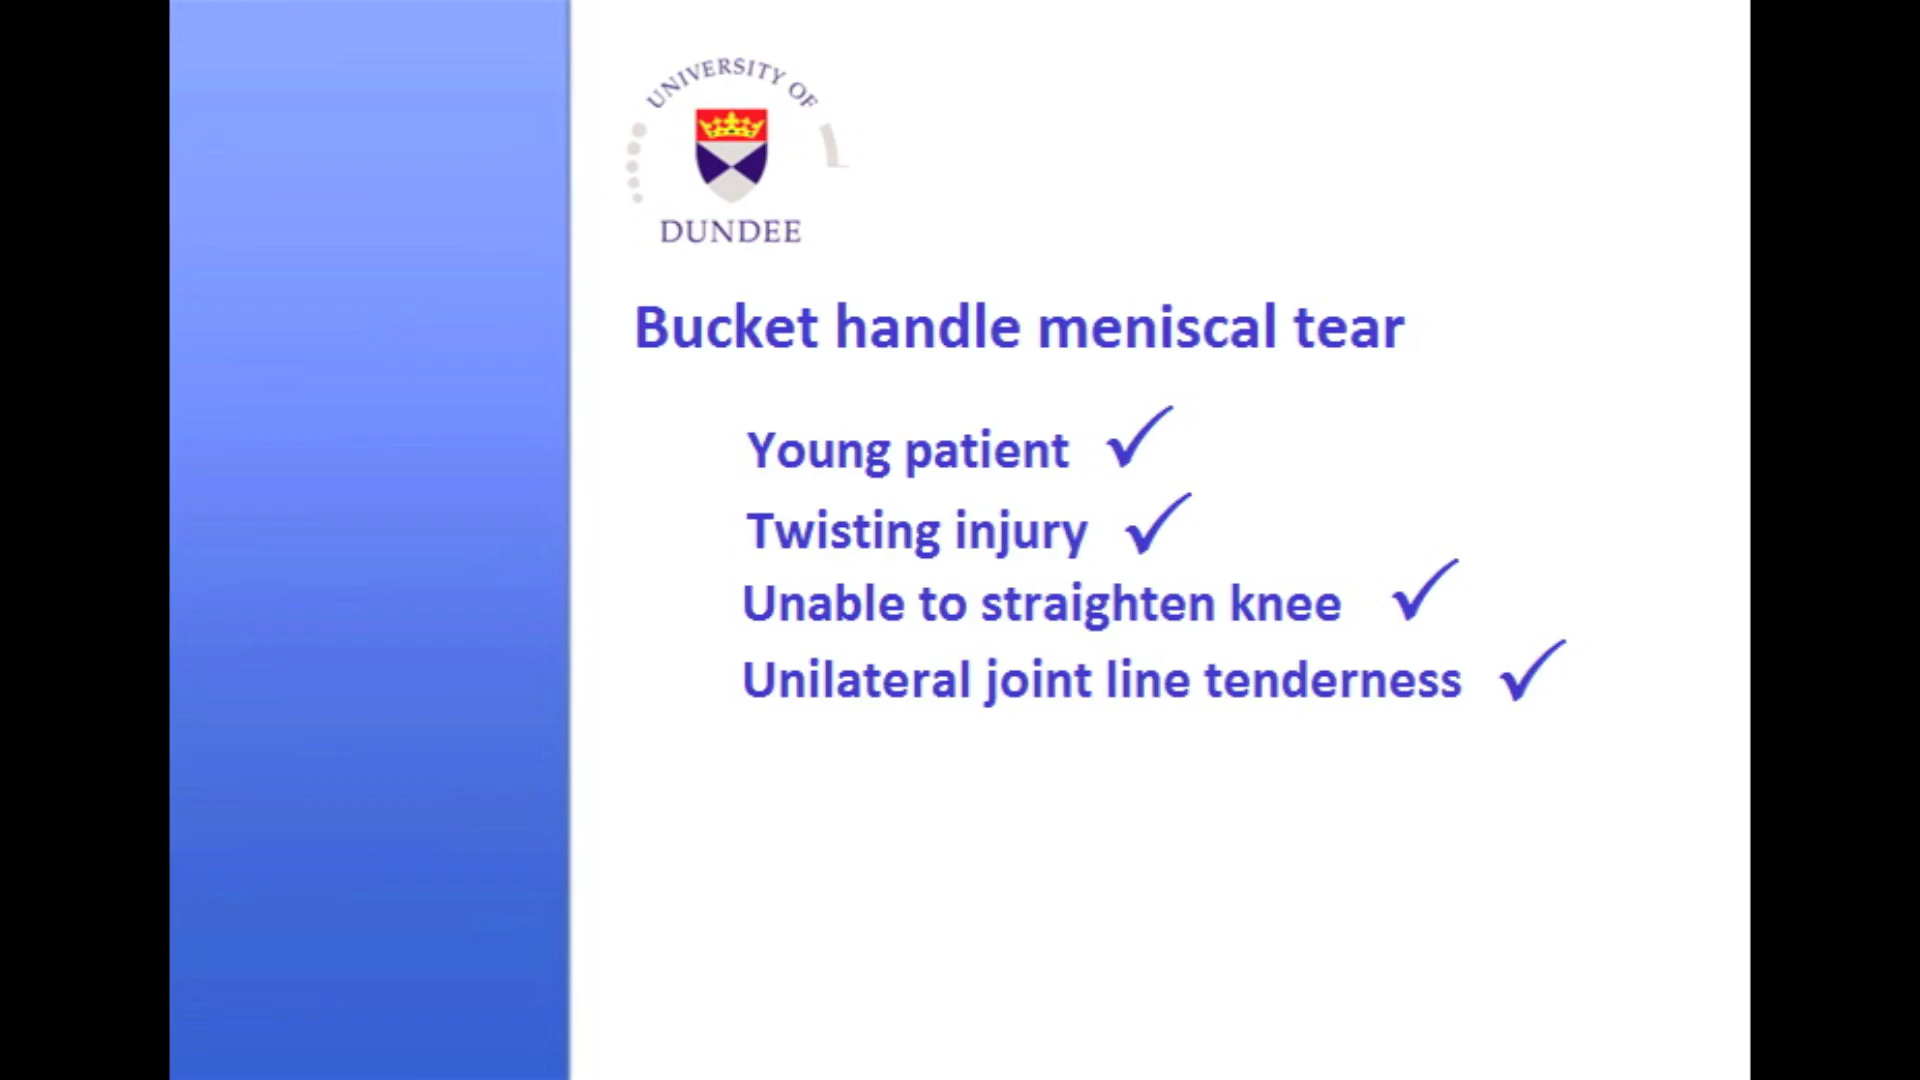 UNIVERSITY OF
DUNDEE
Bucket handle meniscal tear
Young patient ✓
Twisting injury ✓
Unable to straighten knee ✓
Unilateral joint line tenderness ✓